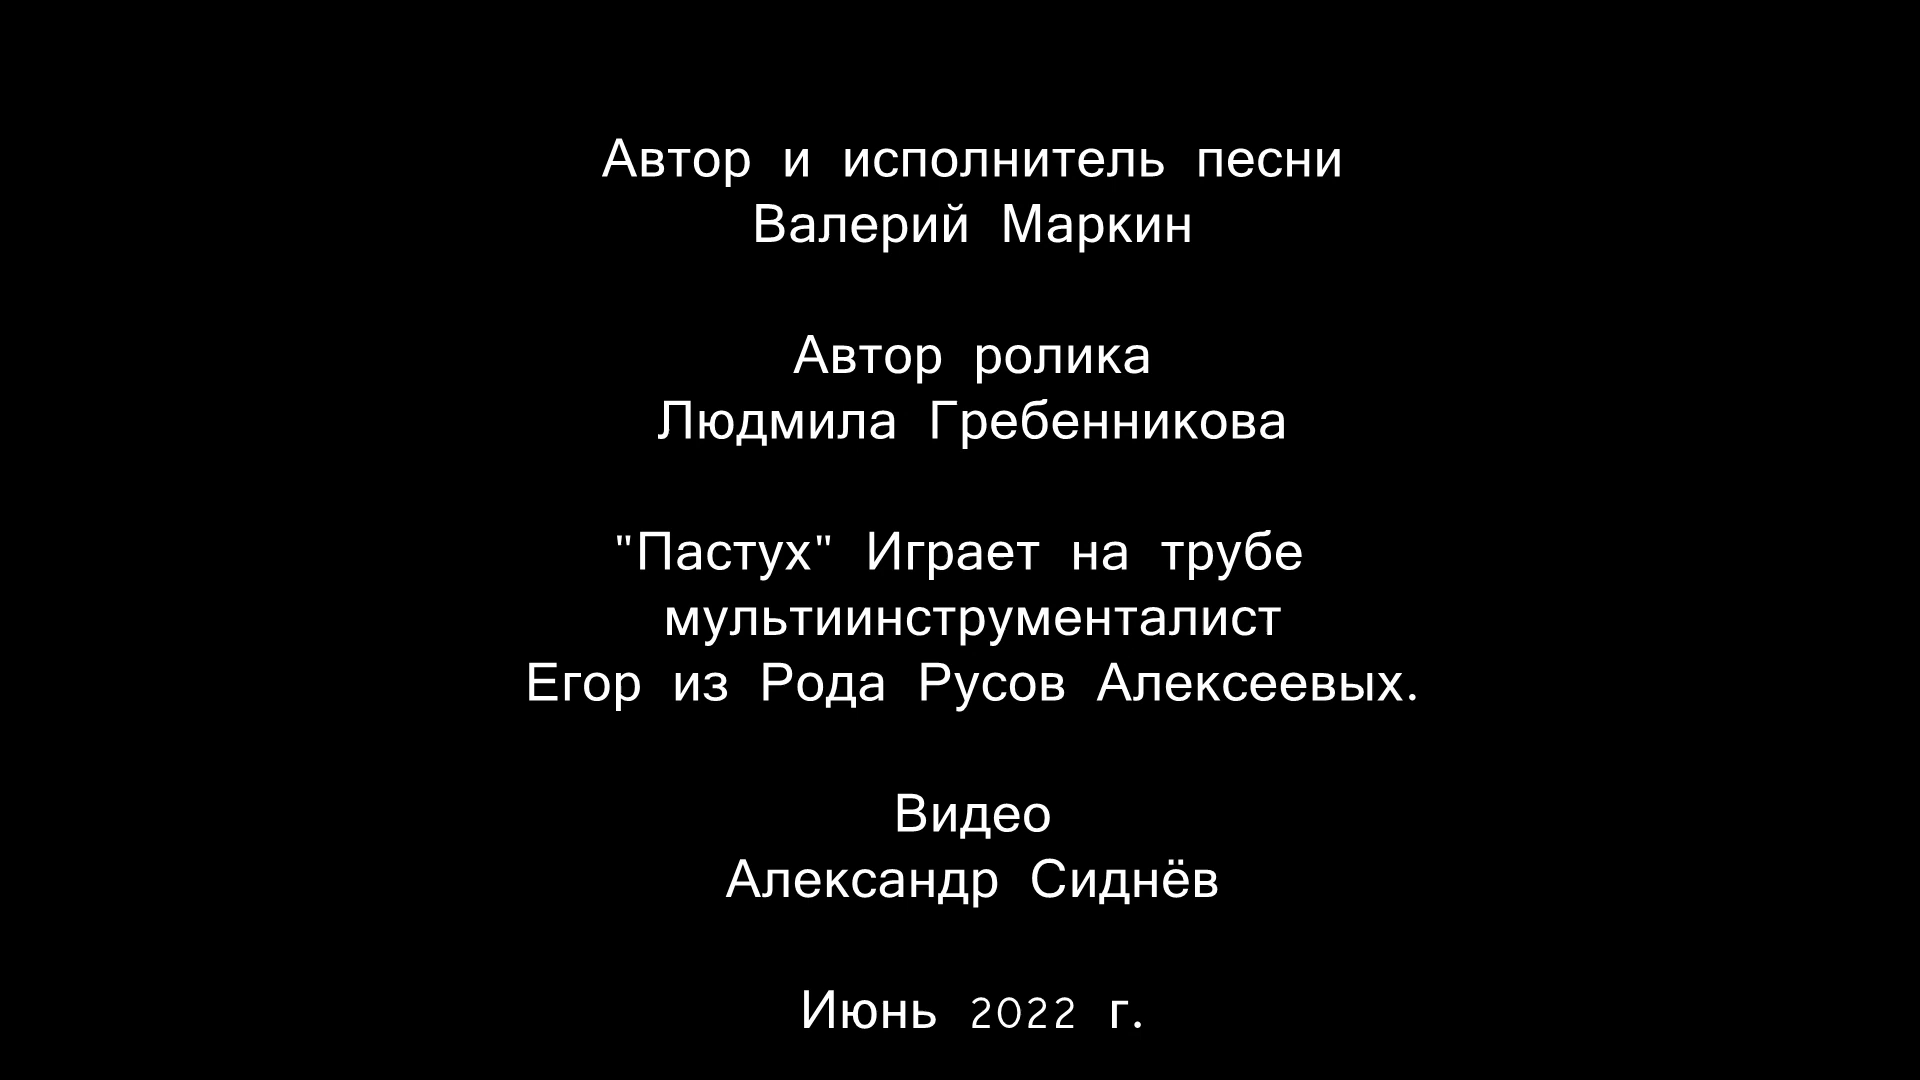 Автор и исполнитель песни
Валерий Маркин
Автор ролика
Людмила Гребенникова
"Пастух" Играет на трубе
мультиинструменталист
Егор из Рода Русов Алексеевых.
Видео
Александр Сиднёв
Июнь 2022 г.